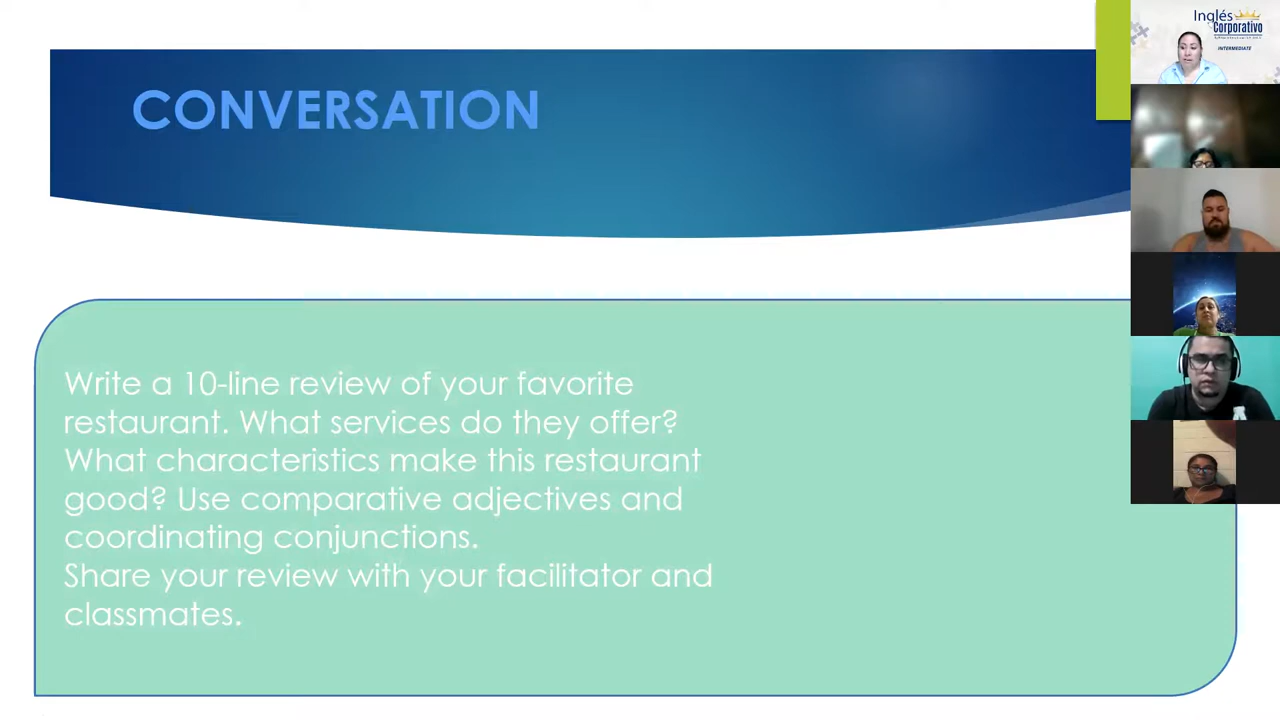 CONVERSATION
Write a 10-line review of your favorite
restaurant. What services do they offer?
What characteristics make this restaurant
good? Use comparative adjectives and
coordinating conjunctions.
Share your review with your facilitator and
classmates.
Inglés
Corporativo
INTERMEDIATE